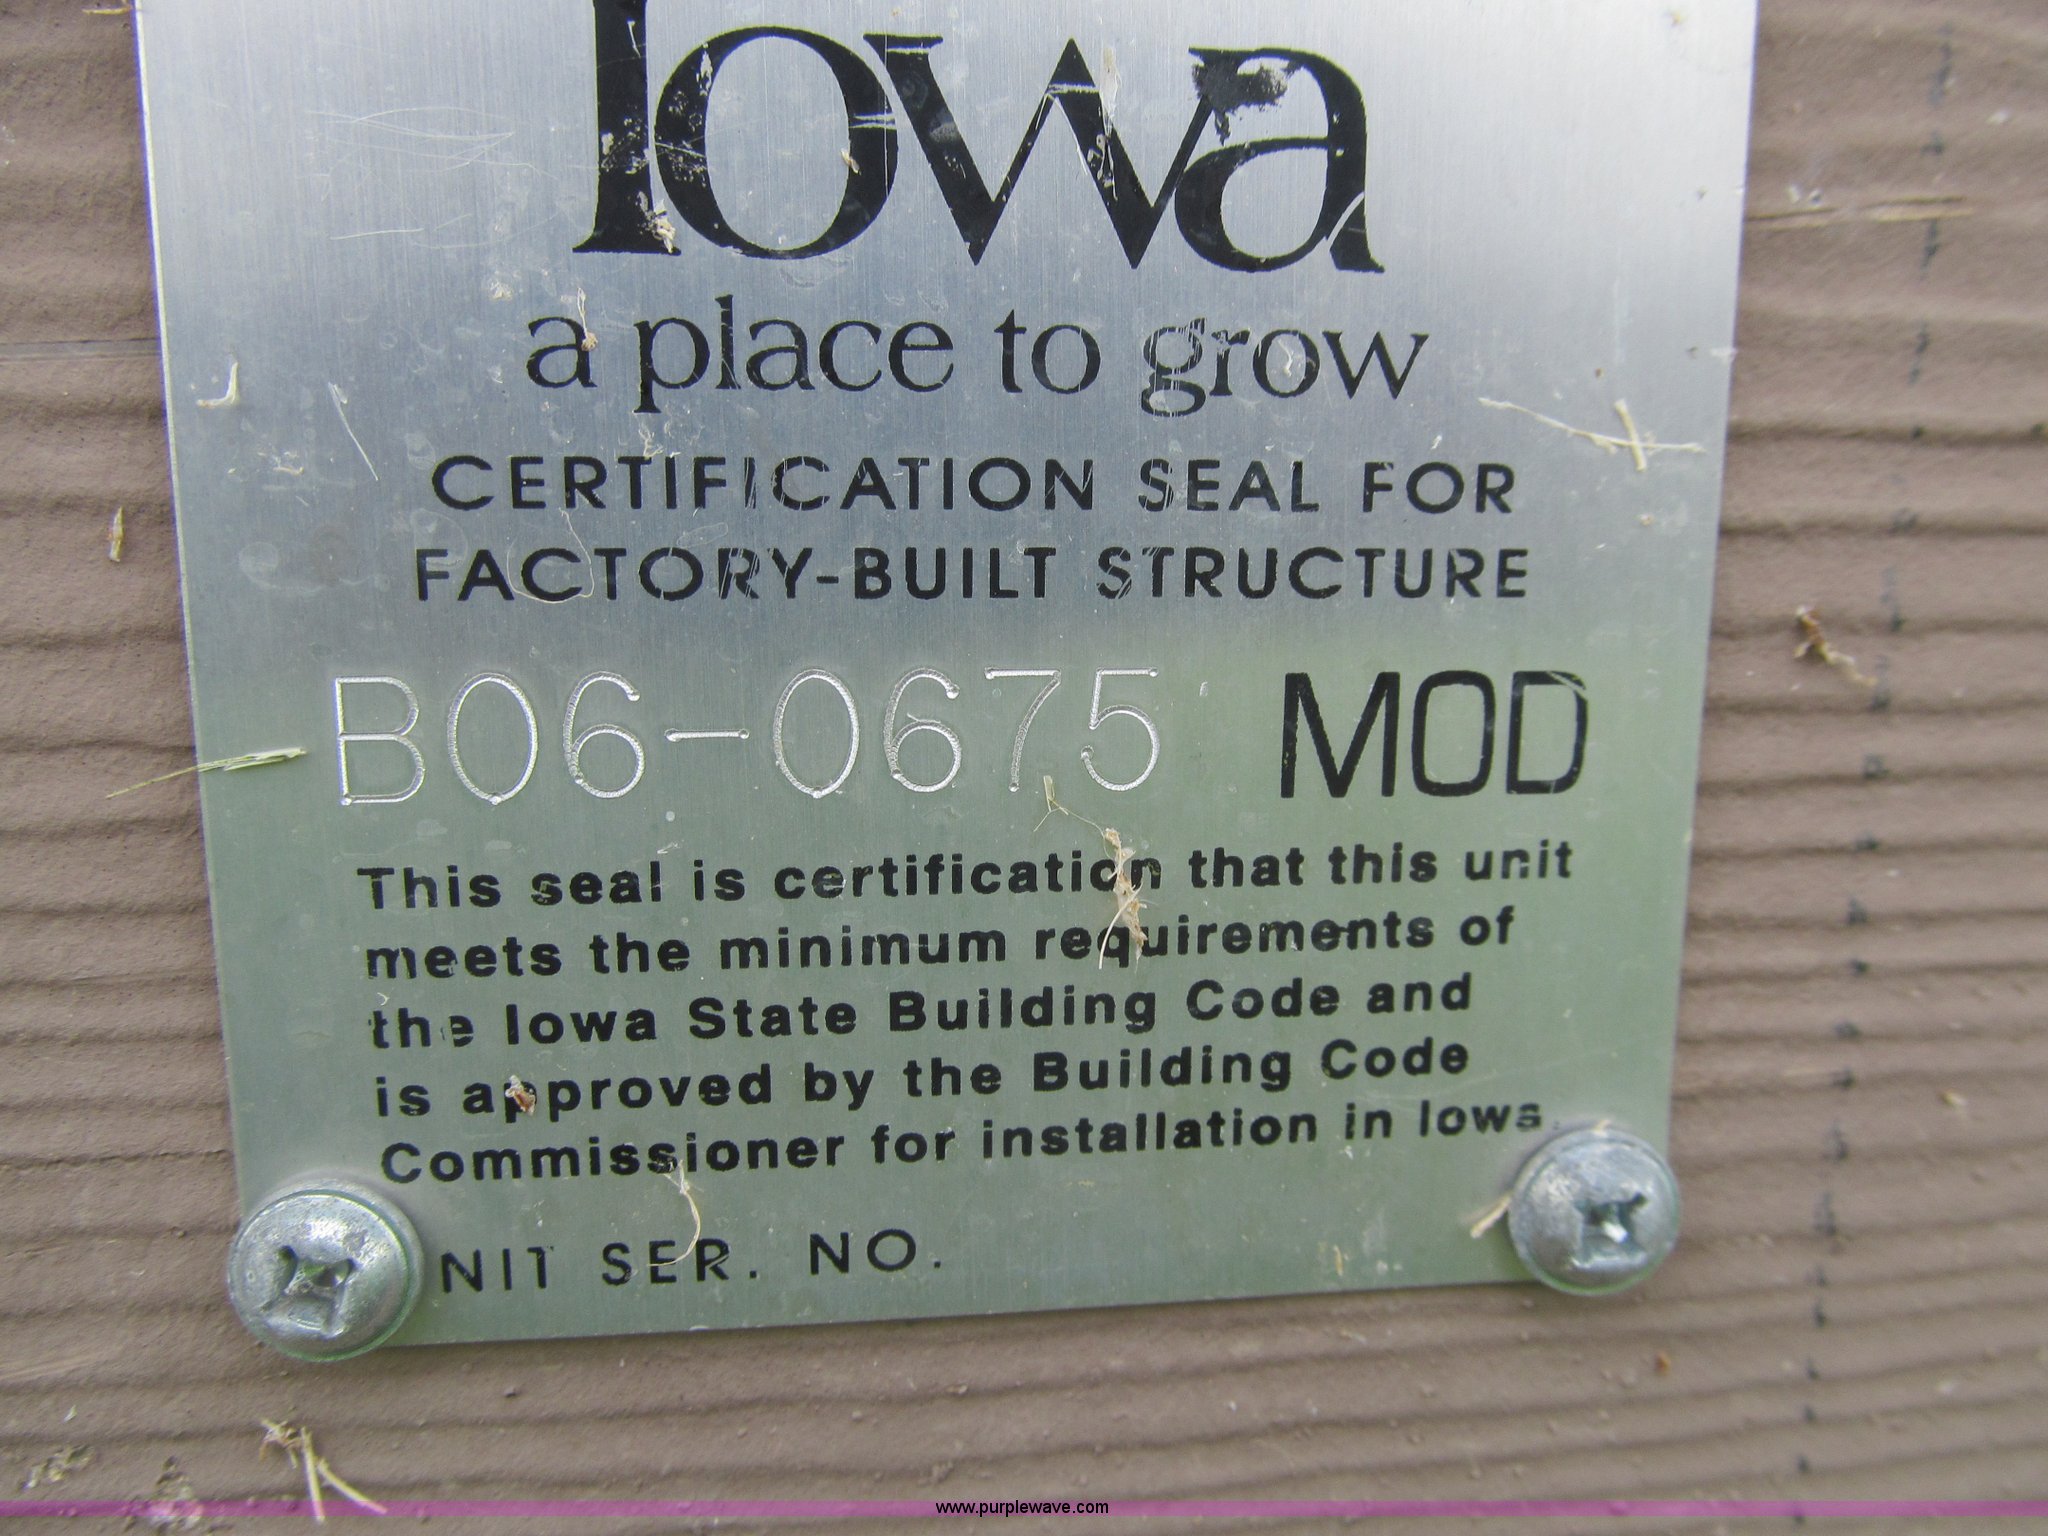 Iowa
a place to grow
CERTIFICATION SEAL FOR
FACTORY-BUILT STRUCTURE
B06-0675 MOD
This seal is certification that this unit
meets the minimum requirements of
the Iowa State Building Code and
is approved by the Building Code
Commissioner for installation in Iowa.
NIT SER. NO.
www.purplewave.com